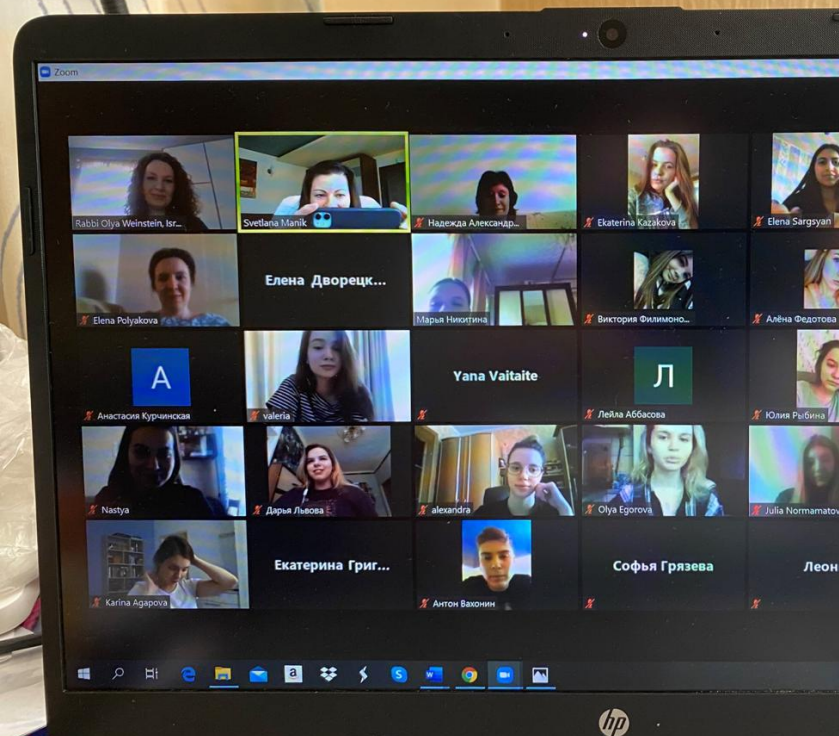 Zoom
Rabbi Olya Weinstein, Isr...
Svetlana Manik
Надежда Александр...
Ekaterina Kazakova
Elena Sargsyan
Elena Polyakova
Елена Дворецк...
Марья Никитина
Виктория Филимоно...
Алёна Федотова
А
Анастасия Курчинская
valeria
Yana Vaitaite
Л
Лейла Аббасова
Юлия Рыбина
Nastya
Дарья Львова
alexandra
Olya Egorova
Julia Normamatov
Karina Agapova
Екатерина Григ...
Антон Вахонин
Софья Грязева
Леон
a
S
W
hp